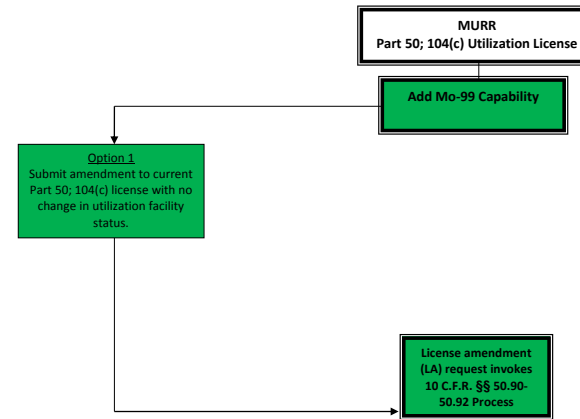 MURR
Part 50; 104(c) Utilization License
Add Mo-99 Capability
Option 1
Submit amendment to current
Part 50; 104(c) license with no
change in utilization facility
status.
License amendment
(LA) request invokes
10 C.F.R. §§ 50.90-
50.92 Process